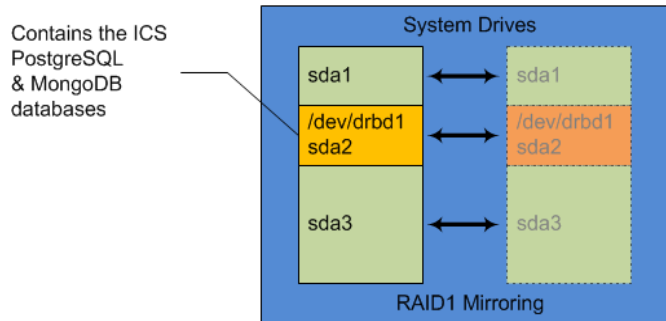 Contains the ICS
PostgreSQL
& MongoDB
databases
System Drives
sda1
sda1
/dev/drbd1
sda2
/dev/drbd1
sda2
sda3
sda3
RAID1 Mirroring